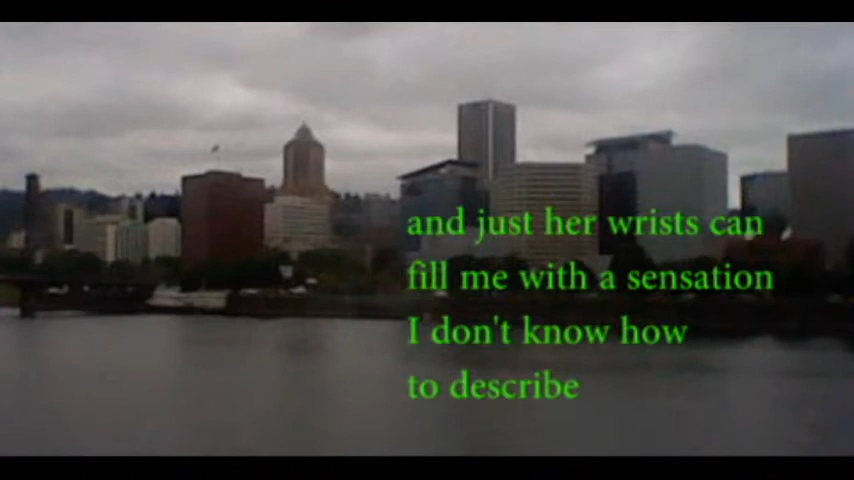 and just her wrists can
fill me with a sensation
I don't know how
to describe